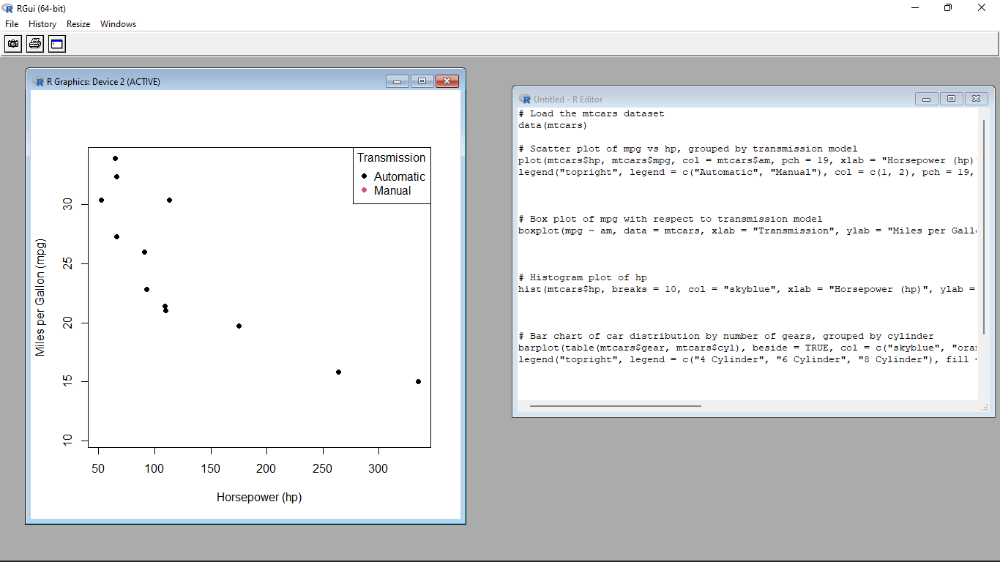 RGui (64-bit)
File History Resize Windows
R Graphics: Device 2 (ACTIVE)
Transmission
Automatic
Manual
Miles per Gallon (mpg)
30
25
20
15
10
50 100 150 200 250 300
Horsepower (hp)
Untitled - R Editor
# Load the mtcars dataset
data(mtcars)
# Scatter plot of mpg vs hp, grouped by transmission model
plot(mtcars$hp, mtcars$mpg, col = mtcars$am, pch = 19, xlab = "Horsepower (hp)"
legend("topright", legend = c("Automatic", "Manual"), col = c(1, 2), pch = 19,
# Box plot of mpg with respect to transmission model
boxplot(mpg ~ am, data = mtcars, xlab = "Transmission", ylab = "Miles per Gall
# Histogram plot of hp
hist(mtcars$hp, breaks = 10, col = "skyblue", xlab = "Horsepower (hp)", ylab =
# Bar chart of car distribution by number of gears, grouped by cylinder
barplot(table(mtcars$gear, mtcars$cyl), beside = TRUE, col = c("skyblue", "ora
legend("topright", legend = c("4 Cylinder", "6 Cylinder", "8 Cylinder"), fill =